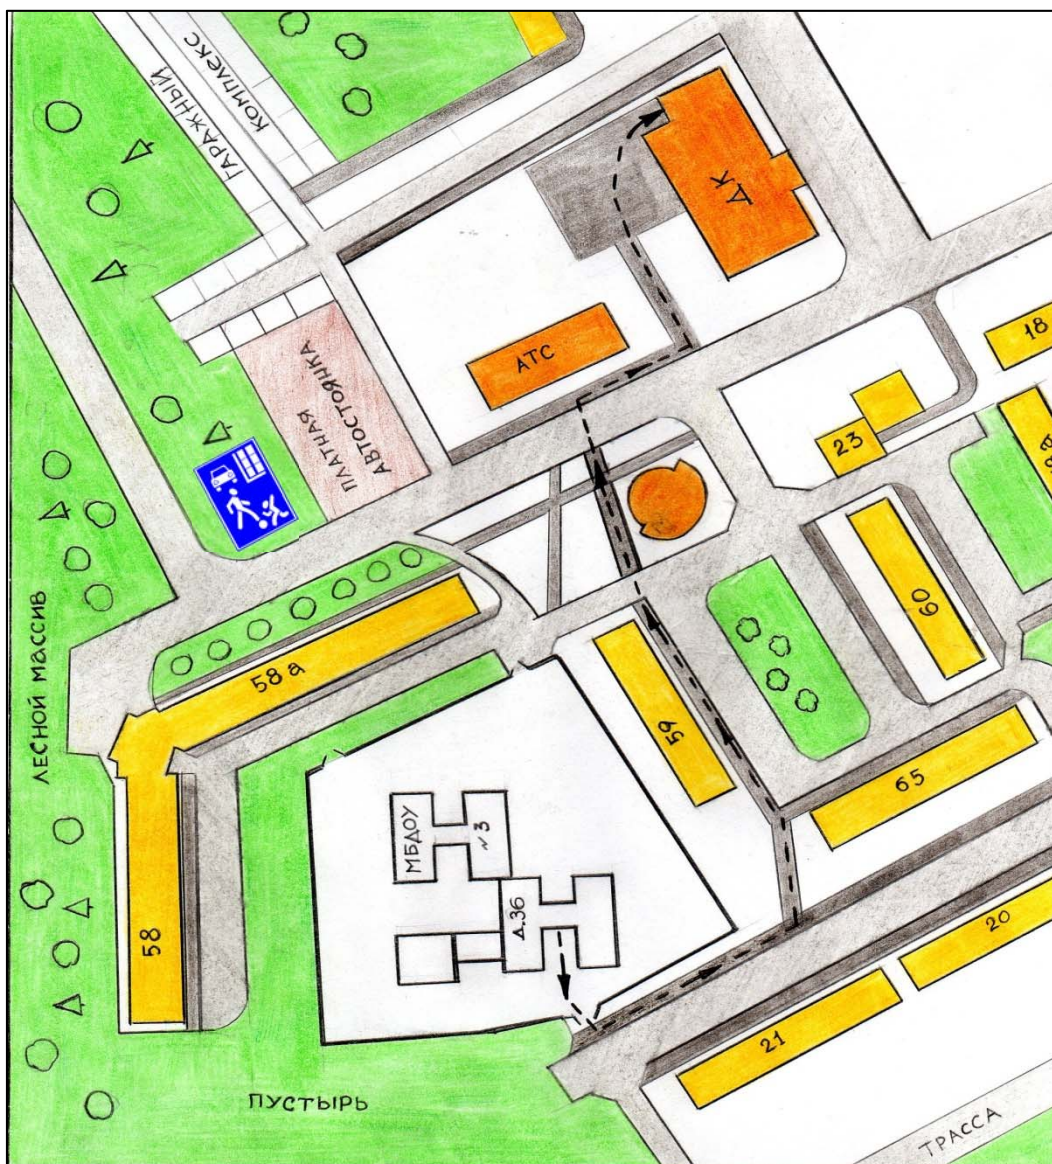 ГАРАЖНЫЙ
КОМПЛЕКС
ДК
АТС
ПЛАТНАЯ
АВТОСТОЯНКА
18
23
60
ЛЕСНОЙ МАССИВ
58а
59
65
МБДОУ
№3
д.36
58
20
21
ПУСТЫРЬ
ТРАССА